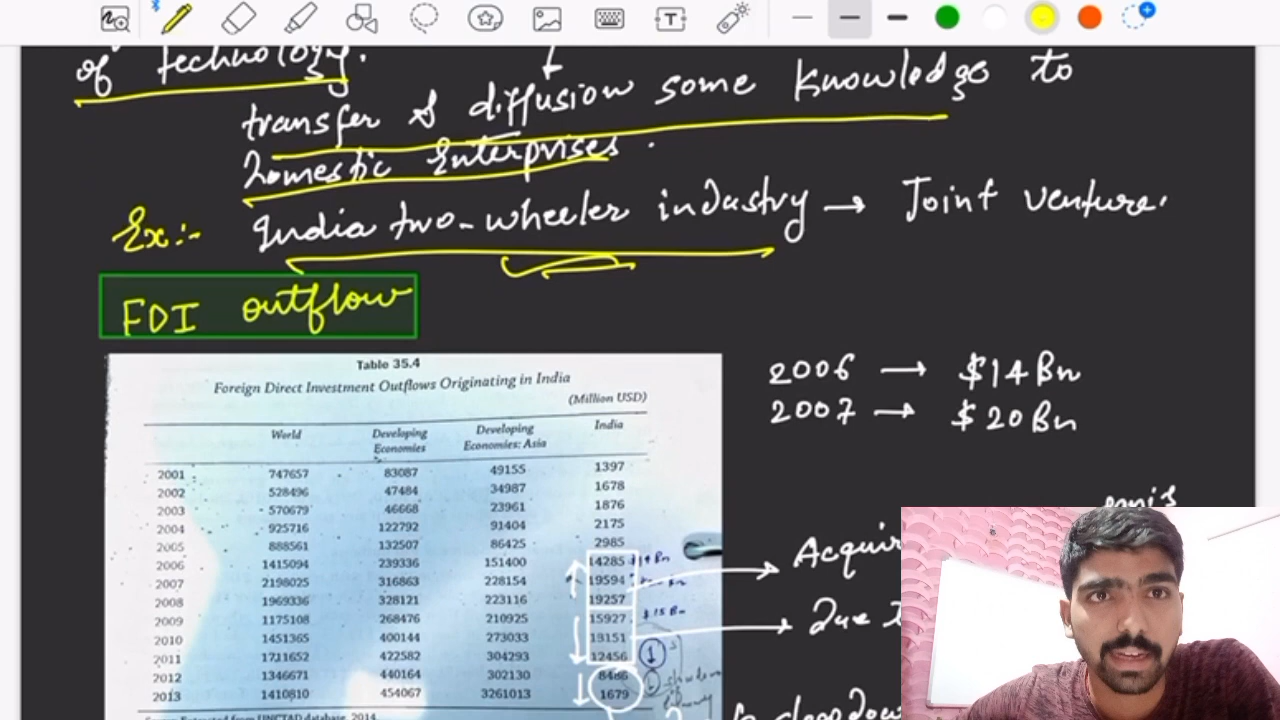 T
of technology.
transfer & diffusion some knowledge to
Domestic Enterprises.
Ex:- India two-wheeler industry → Joint venture.
FDI outflow
Table 35.4
Foreign Direct Investment Outflows Originating in India
(Million USD)
World Developing Economies Developing Economies: Asia India
2001 747657 83087 49155 1397
2002 528496 47484 34987 1678
2003 570679 46668 23961 1876
2004 925716 122792 91404 2175
2005 888561 132507 86425 2985
2006 1415094 239336 151400 14285
2007 2198025 316863 228154 19594
2008 1969336 328121 223116 19257
2009 1175108 268476 210925 15927 $15 Bn
2010 1451365 400144 273033 15151
2011 1711652 422582 304293 12456
2012 1346671 440164 302130 8486
2013 1410810 454067 3261013 1679
2006 → $14 Bn
2007 → $20 Bn
Acquir
due